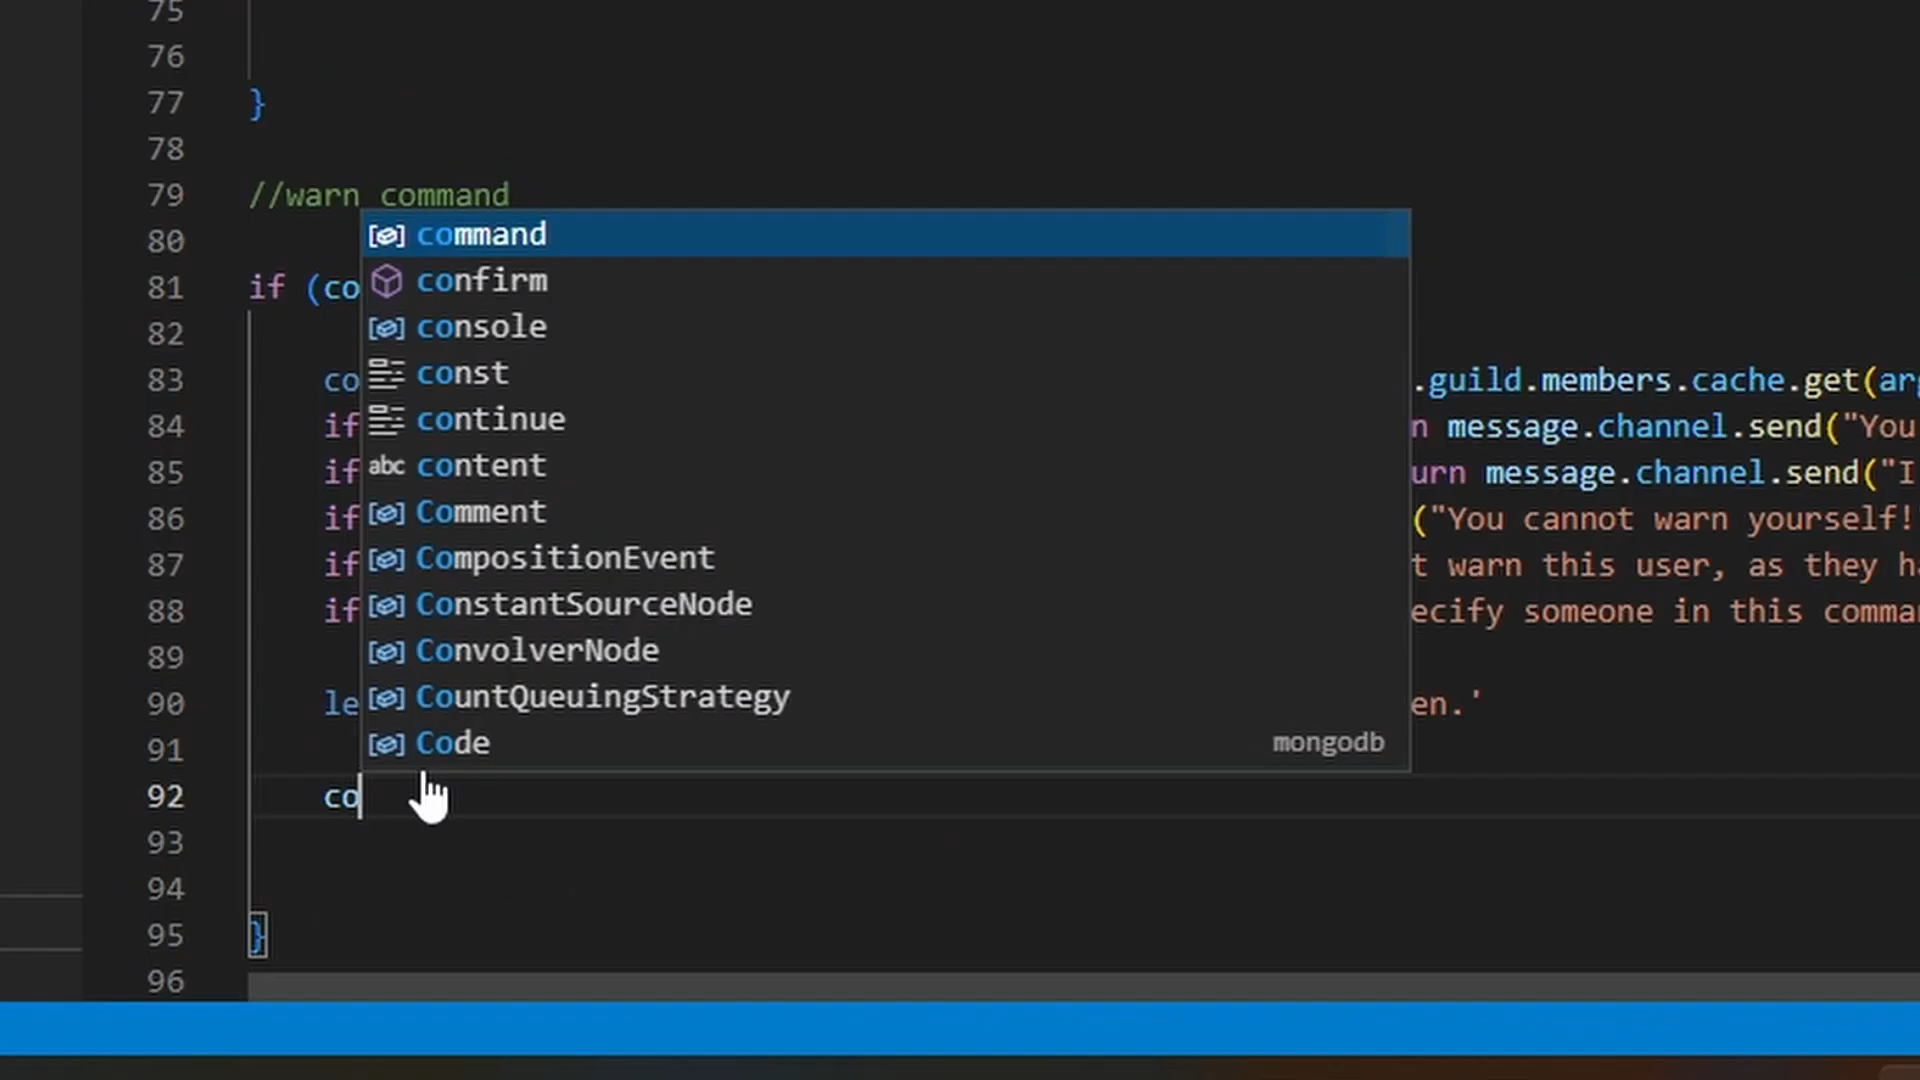 75
76
77 }
78
79 //warn command
80
81 if (co
82
83 co .guild.members.cache.get(arg
84 if n message.channel.send("You
85 if urn message.channel.send("I
86 if ("You cannot warn yourself!
87 if t warn this user, as they ha
88 if ecify someone in this comman
89
90 le en.'
91
92 co
93
94
95 }
96
command
confirm
console
const
continue
abc content
Comment
CompositionEvent
ConstantSourceNode
ConvolverNode
CountQueuingStrategy
Code mongodb